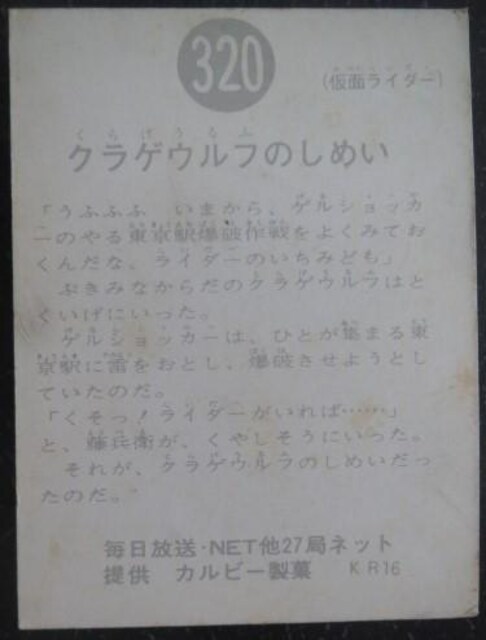 320
(仮面ライダー)
クラゲウルフのしめい
「うふふふ　いまから、ゲルショッカ
ーのやる東京駅爆破作戦をよくみてお
くんだな、ライダーのいちみども」
　ぶきみなからだのクラゲウルフはと
くいげにいった。
　ゲルショッカーは、ひとが集まる東
京駅に雷をおとし、爆破させようとし
ていたのだ。
「くそっ！ライダーがいれば……」
と、藤兵衛が、くやしそうにいった。
　それが、クラゲウルフのしめいだっ
たのだ。
毎日放送・NET他27局ネット
提供　カルビー製菓　KR16